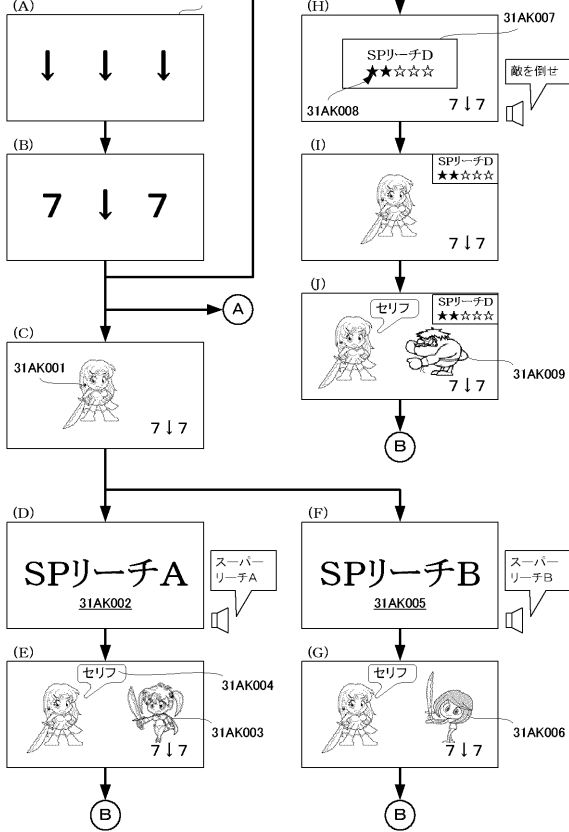 (A)
↓ ↓ ↓
(B)
7 ↓ 7
A
(C)
31AK001
7↓7
(D)
SPリーチA
31AK002
スーパー
リーチA
(E)
セリフ
31AK004
31AK003
7↓7
B
(F)
SPリーチB
31AK005
スーパー
リーチB
(G)
セリフ
31AK006
7↓7
B
(H)
31AK007
SPリーチD
★★☆☆☆
31AK008
7↓7
敵を倒せ
(I)
SPリーチD
★★☆☆☆
7↓7
(J)
セリフ
SPリーチD
★★☆☆☆
31AK009
7↓7
B